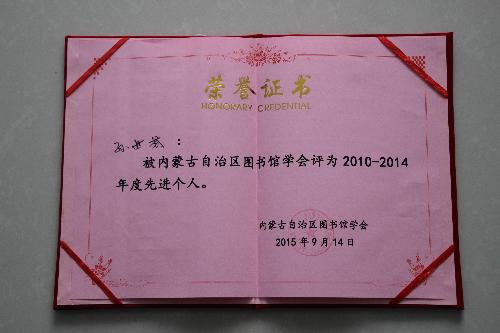 荣誉证书
HONORARY CREDENTIAL
被内蒙古自治区图书馆学会评为 2010-2014
年度先进个人。
内蒙古自治区图书馆学会
2015 年 9 月 14 日